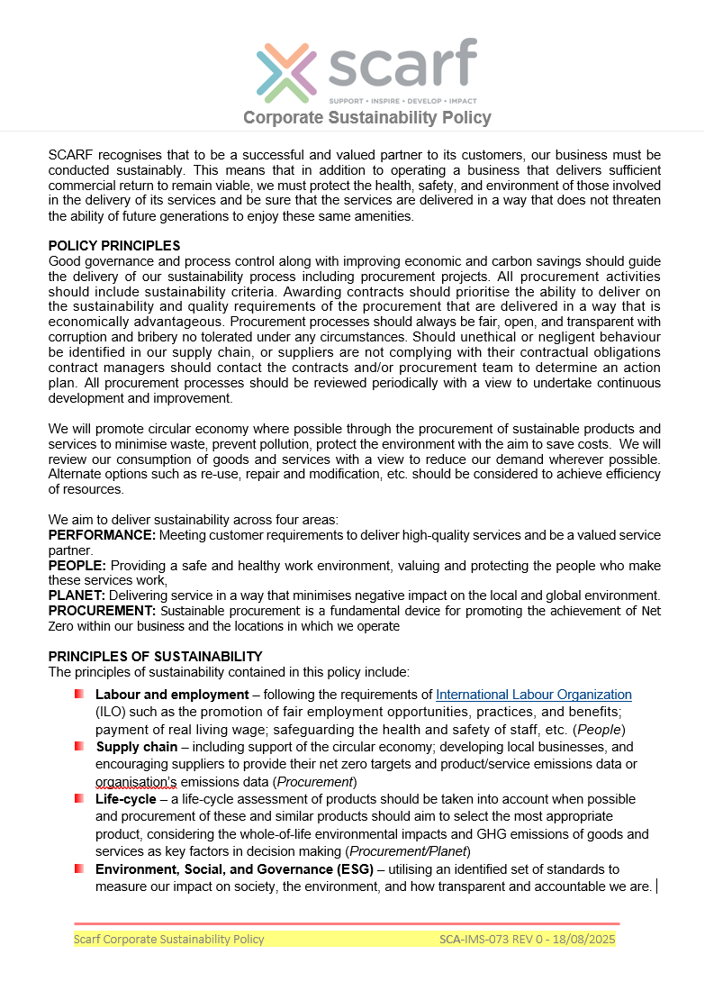 scarf
SUPPORT • INSPIRE • DEVELOP • IMPACT
Corporate Sustainability Policy
SCARF recognises that to be a successful and valued partner to its customers, our business must be
conducted sustainably. This means that in addition to operating a business that delivers sufficient
commercial return to remain viable, we must protect the health, safety, and environment of those involved
in the delivery of its services and be sure that the services are delivered in a way that does not threaten
the ability of future generations to enjoy these same amenities.
POLICY PRINCIPLES
Good governance and process control along with improving economic and carbon savings should guide
the delivery of our sustainability process including procurement projects. All procurement activities
should include sustainability criteria. Awarding contracts should prioritise the ability to deliver on
the sustainability and quality requirements of the procurement that are delivered in a way that is
economically advantageous. Procurement processes should always be fair, open, and transparent with
corruption and bribery no tolerated under any circumstances. Should unethical or negligent behaviour
be identified in our supply chain, or suppliers are not complying with their contractual obligations
contract managers should contact the contracts and/or procurement team to determine an action
plan. All procurement processes should be reviewed periodically with a view to undertake continuous
development and improvement.
We will promote circular economy where possible through the procurement of sustainable products and
services to minimise waste, prevent pollution, protect the environment with the aim to save costs.  We will
review our consumption of goods and services with a view to reduce our demand wherever possible.
Alternate options such as re-use, repair and modification, etc. should be considered to achieve efficiency
of resources.
We aim to deliver sustainability across four areas:
PERFORMANCE: Meeting customer requirements to deliver high-quality services and be a valued service
partner.
PEOPLE: Providing a safe and healthy work environment, valuing and protecting the people who make
these services work,
PLANET: Delivering service in a way that minimises negative impact on the local and global environment.
PROCUREMENT: Sustainable procurement is a fundamental device for promoting the achievement of Net
Zero within our business and the locations in which we operate
PRINCIPLES OF SUSTAINABILITY
The principles of sustainability contained in this policy include:
Labour and employment – following the requirements of International Labour Organization
(ILO) such as the promotion of fair employment opportunities, practices, and benefits;
payment of real living wage; safeguarding the health and safety of staff, etc. (People)
Supply chain – including support of the circular economy; developing local businesses, and
encouraging suppliers to provide their net zero targets and product/service emissions data or
organisation's emissions data (Procurement)
Life-cycle – a life-cycle assessment of products should be taken into account when possible
and procurement of these and similar products should aim to select the most appropriate
product, considering the whole-of-life environmental impacts and GHG emissions of goods and
services as key factors in decision making (Procurement/Planet)
Environment, Social, and Governance (ESG) – utilising an identified set of standards to
measure our impact on society, the environment, and how transparent and accountable we are.
Scarf Corporate Sustainability Policy SCA-IMS-073 REV 0 - 18/08/2025